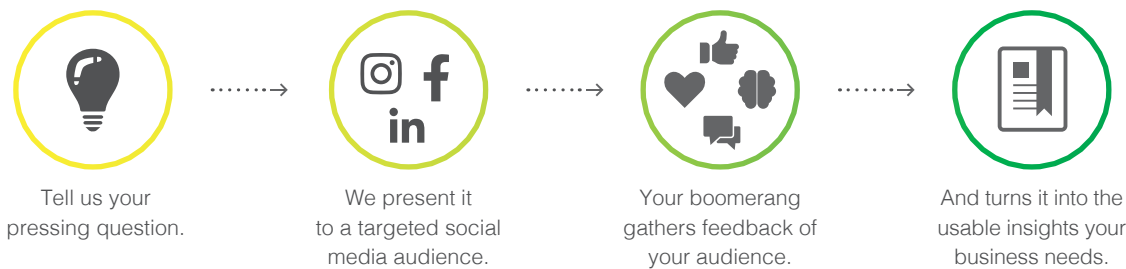 Tell us your
pressing question.
We present it
to a targeted social
media audience.
Your boomerang
gathers feedback of
your audience.
And turns it into the
usable insights your
business needs.